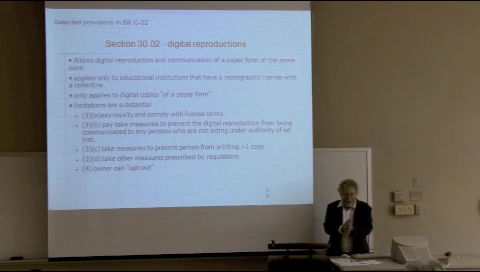 Selected provisions in Bill C-32
Section 30.02 - digital reproductions
Allows digital reproduction and communication of a paper form of the same
work
applies only to educational institutions that have a reprographic license with
a collective
only applies to digital copies "of a paper form"
limitations are substantial
(3)(a)pay royalty and comply with license terms
(3)(b) pay take measures to prevent the digital reproduction from being
communicated to any persons who are not acting under authority of ed
inst.
(3)(c) take measures to prevent person from printing >1 copy
(3)(d) take other measures prescribed by regulations
(4) owner can "opt-out"